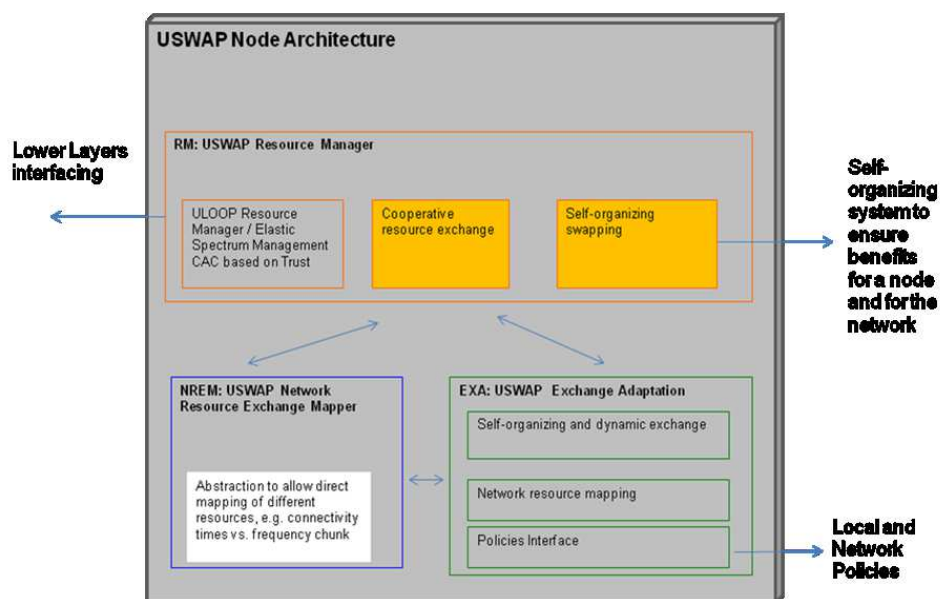 USWAP Node Architecture
RM: USWAP Resource Manager
Lower Layers
interfacing
ULOOP Resource
Manager / Elastic
Spectrum Management
CAC based on Trust
Cooperative
resource exchange
Self-organizing
swapping
Self-
organizing
system to
ensure
benefits
for a node
and for the
network
NREM: USWAP Network
Resource Exchange Mapper
Abstraction to allow direct
mapping of different
resources, e.g. connectivity
times vs. frequency chunk
EXA: USWAP Exchange Adaptation
Self-organizing and dynamic exchange
Network resource mapping
Policies Interface
Local and
Network
Policies